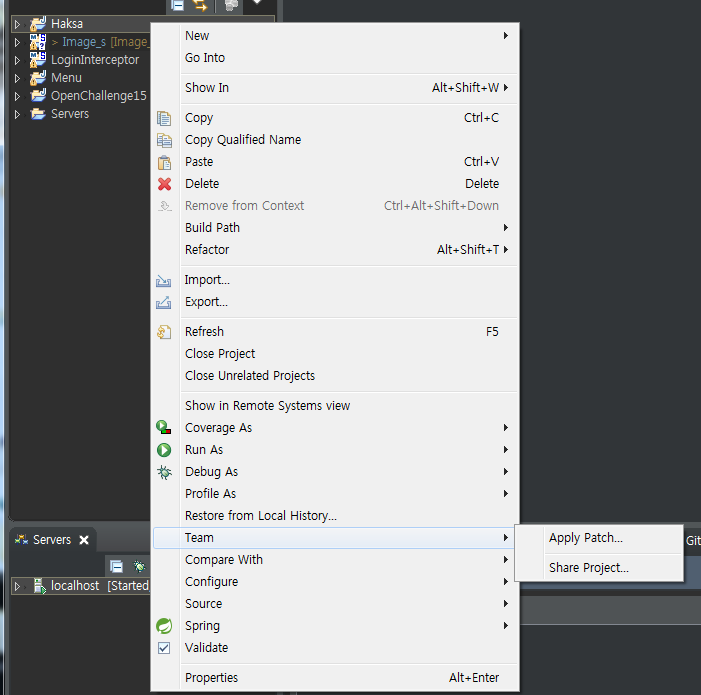 Haksa
> Image_s [Image_
LoginInterceptor
Menu
OpenChallenge15
Servers
New
Go Into
Show In Alt+Shift+W
Copy Ctrl+C
Copy Qualified Name
Paste Ctrl+V
Delete Delete
Remove from Context Ctrl+Alt+Shift+Down
Build Path
Refactor Alt+Shift+T
Import...
Export...
Refresh F5
Close Project
Close Unrelated Projects
Show in Remote Systems view
Coverage As
Run As
Debug As
Profile As
Restore from Local History...
Team
Compare With
Configure
Source
Spring
Validate
Properties Alt+Enter
Apply Patch...
Share Project...
Servers
localhost [Started,
Git